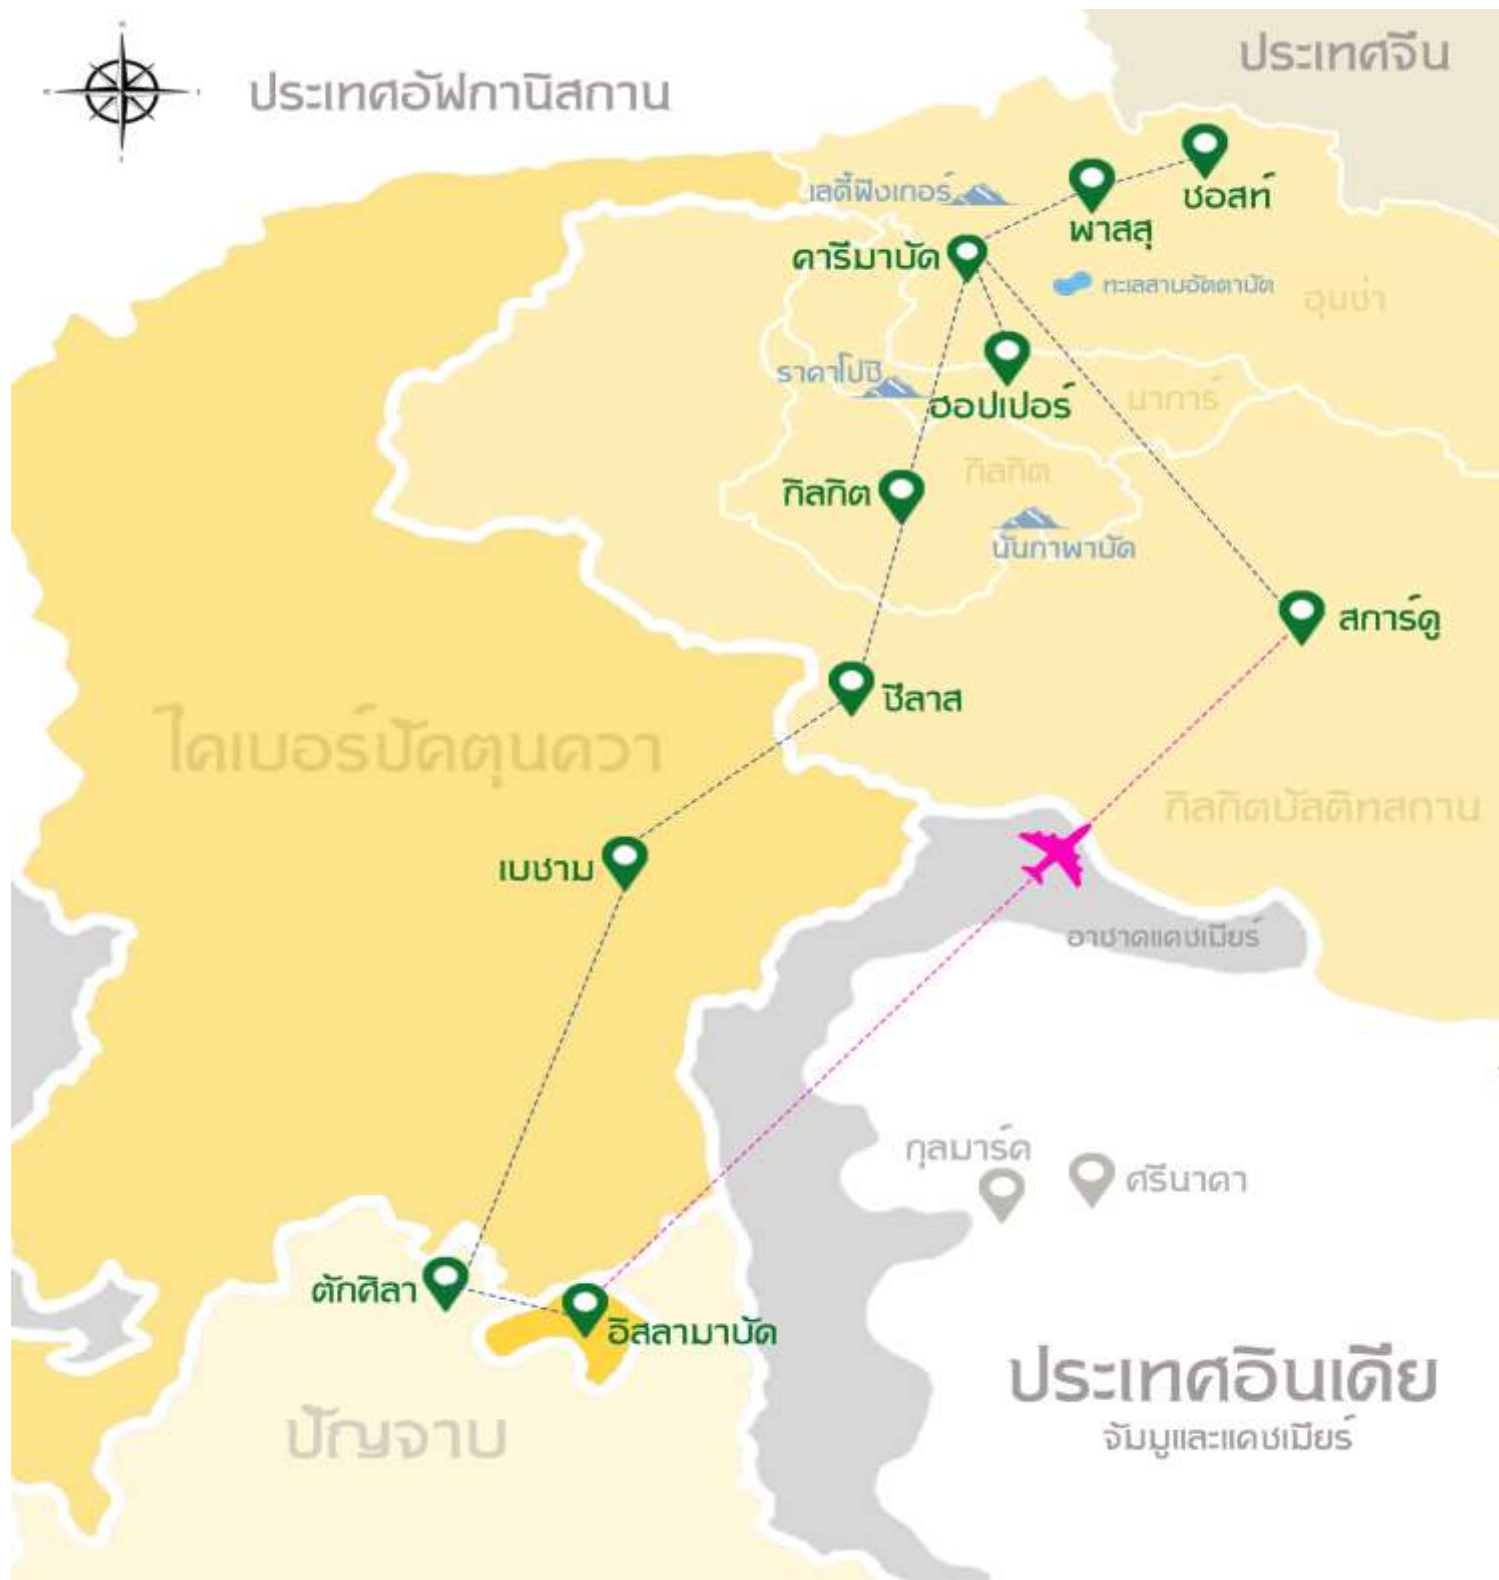 ประเทศจีน
ประเทศอัฟกานิสถาน
เลดี้ฟิงเกอร์
ซอสท์
พาสสุ
คารีมาบัด
ทะเลสาบอัตตาบัด
ฮุนซ่า
ราคาโปชิ
ฮอปเปอร์
นาการ์
กิลกิต
กิลกิต
นันกาพาบัด
สการ์ดู
ชีลาส
ไคเบอร์ปัคตุนควา
กิลกิตบัลติทสถาน
เบชาม
อาซาดแคชเมียร์
กุลมาร์ค
ศรีนาคา
ตักศิลา
อิสลามาบัด
ประเทศอินเดีย
จัมมูและแคชเมียร์
ปัญจาบ